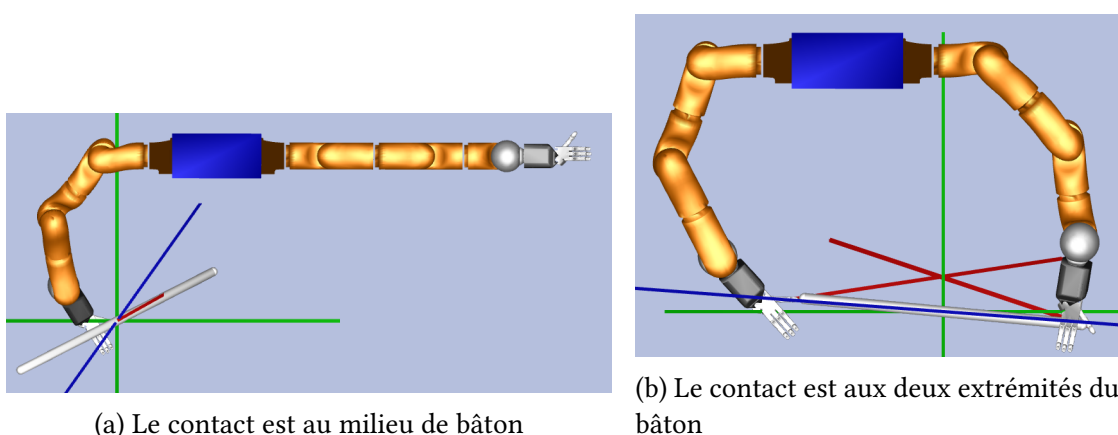 (a) Le contact est au milieu de bâton
(b) Le contact est aux deux extrémités du
bâton